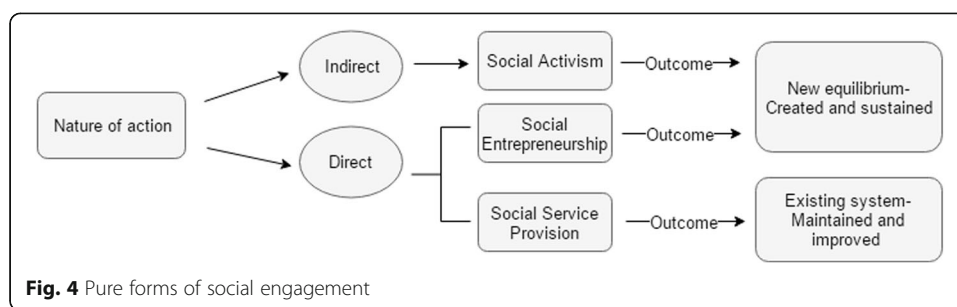 Nature of action
Indirect
Direct
Social Activism
Social
Entrepreneurship
Social Service
Provision
Outcome
Outcome
Outcome
New equilibrium-
Created and sustained
Existing system-
Maintained and
improved
Fig. 4 Pure forms of social engagement